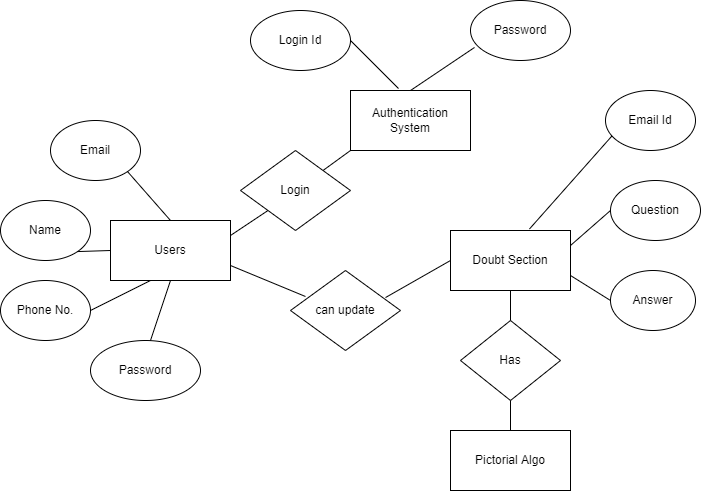 Login Id
Password
Authentication
System
Email Id
Email
Login
Name
Users
Question
Doubt Section
Phone No.
can update
Answer
Password
Has
Pictorial Algo